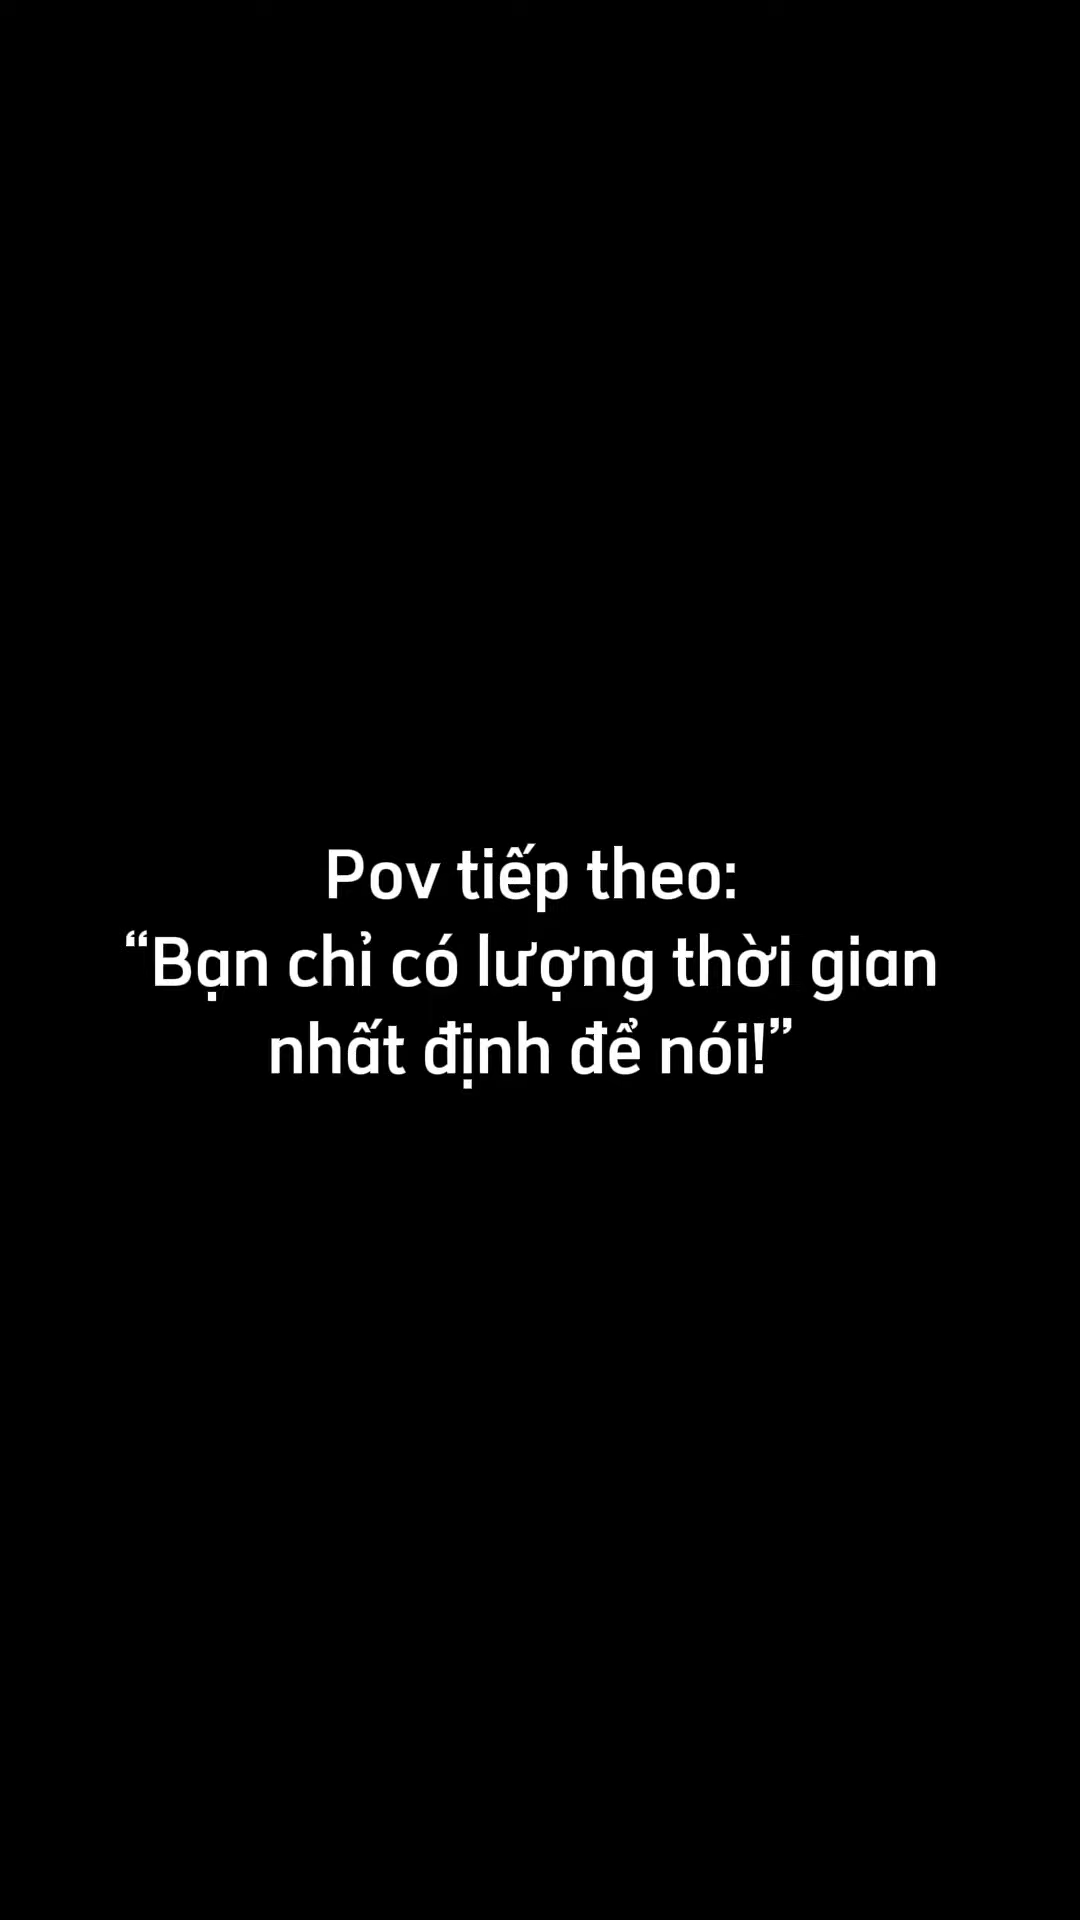 Pov tiếp theo:
“Bạn chỉ có lượng thời gian
nhất định để nói!”